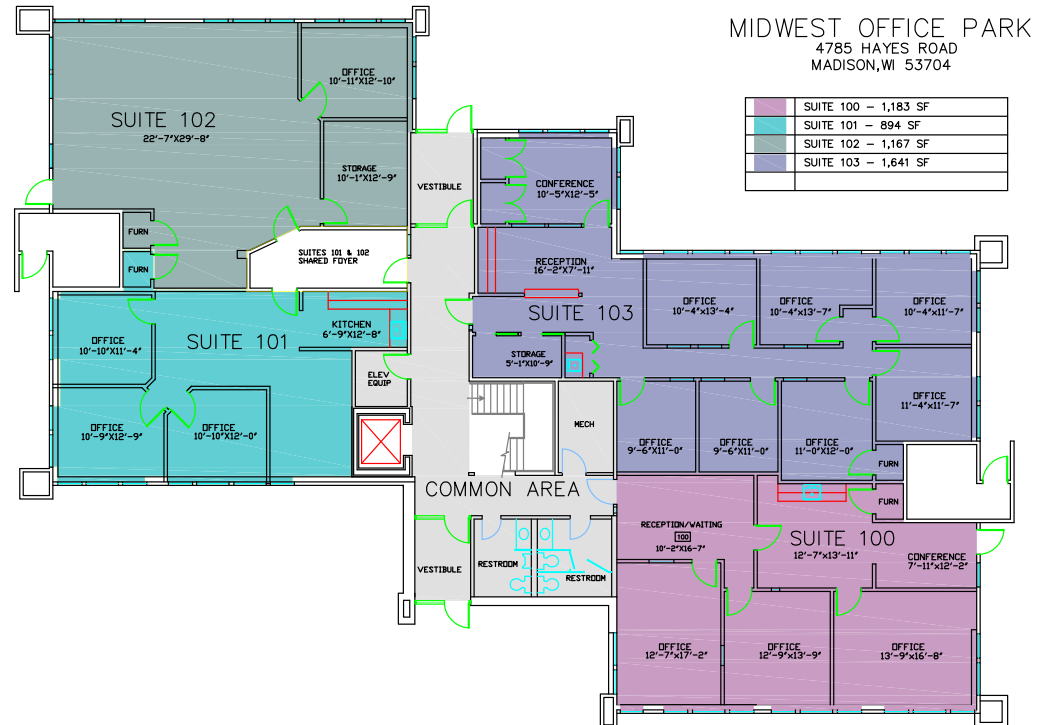 MIDWEST OFFICE PARK
4785 HAYES ROAD
MADISON,WI 53704
SUITE 100 – 1,183 SF
SUITE 101 – 894 SF
SUITE 102 – 1,167 SF
SUITE 103 – 1,641 SF
OFFICE
10'-11"X12'-10"
SUITE 102
22'-7"X29'-8"
STORAGE
10'-1"X12'-9"
VESTIBULE
CONFERENCE
10'-5"X12'-5"
FURN
SUITES 101 & 102
SHARED FOYER
FURN
RECEPTION
16'-2"X7'-11"
SUITE 103
OFFICE
10'-4"x13'-4"
OFFICE
10'-4"x13'-7"
OFFICE
10'-4"x11'-7"
KITCHEN
6'-9"X12'-8"
SUITE 101
OFFICE
10'-10"X11'-4"
STORAGE
5'-1"X10'-9"
ELEV
EQUIP
OFFICE
11'-4"x11'-7"
MECH
OFFICE
10'-9"X12'-9"
OFFICE
10'-10"X12'-0"
OFFICE
9'-6"X11'-0"
OFFICE
9'-6"X11'-0"
OFFICE
11'-0"X12'-0"
FURN
COMMON AREA
FURN
RECEPTION/WAITING
100
10'-2"X16-7"
SUITE 100
12'-7"x13'-11"
CONFERENCE
7'-11"x12'-2"
VESTIBULE
RESTROOM
RESTROOM
OFFICE
12'-7"x17'-2"
OFFICE
12'-9"x13'-9"
OFFICE
13'-9"x16'-8"